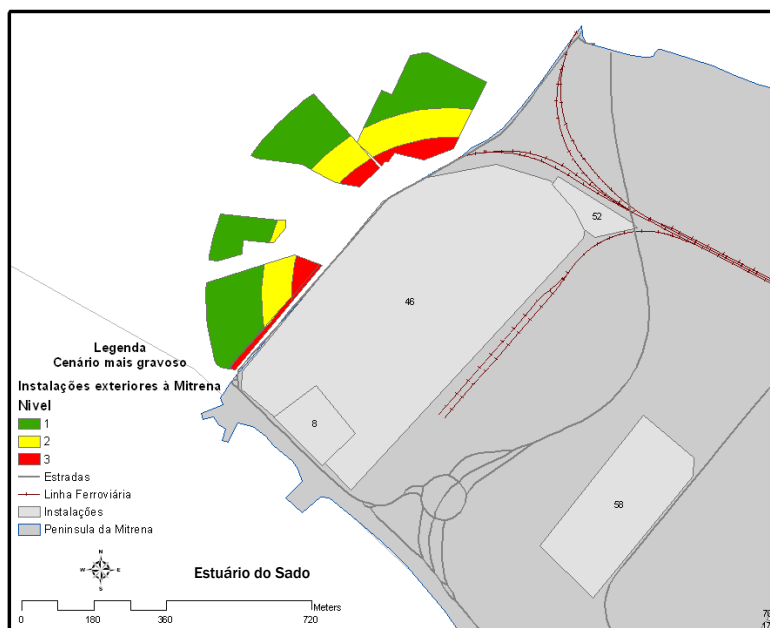 52
46
8
58
Legenda
Cenário mais gravoso
Instalações exteriores à Mitrena
Nivel
1
2
3
Estradas
Linha Ferroviária
Instalações
Peninsula da Mitrena
N
W E
S
Estuário do Sado
Meters
0 180 360 720